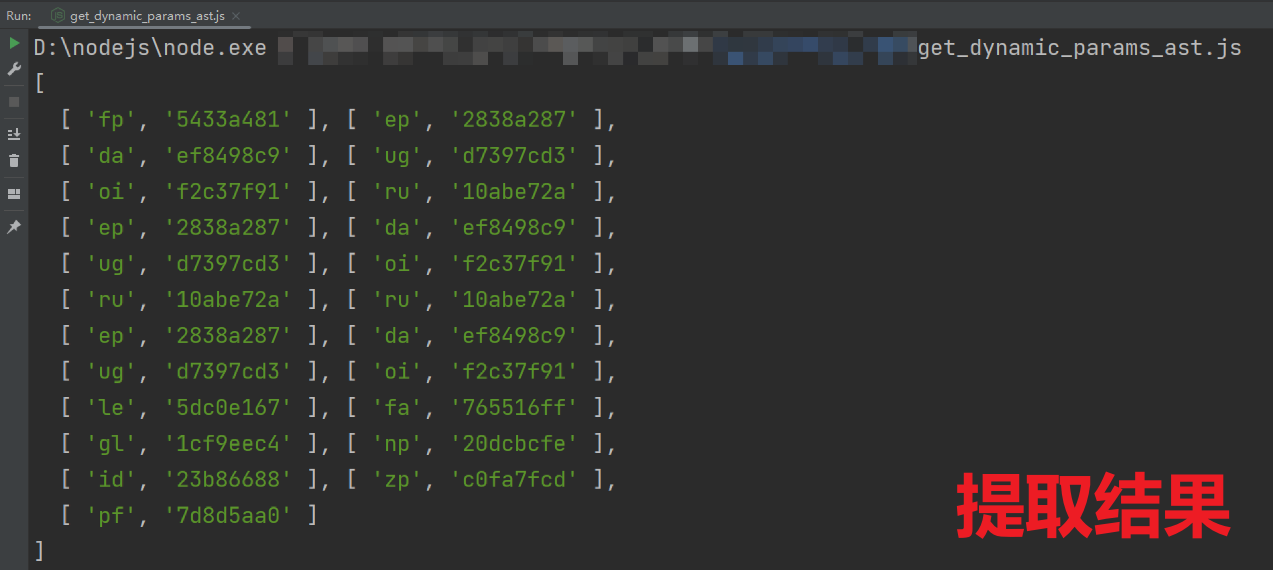 Run: get_dynamic_params_ast.js
D:\nodejs\node.exe get_dynamic_params_ast.js
[
[ 'fp', '5433a481' ], [ 'ep', '2838a287' ],
[ 'da', 'ef8498c9' ], [ 'ug', 'd7397cd3' ],
[ 'oi', 'f2c37f91' ], [ 'ru', '10abe72a' ],
[ 'ep', '2838a287' ], [ 'da', 'ef8498c9' ],
[ 'ug', 'd7397cd3' ], [ 'oi', 'f2c37f91' ],
[ 'ru', '10abe72a' ], [ 'ru', '10abe72a' ],
[ 'ep', '2838a287' ], [ 'da', 'ef8498c9' ],
[ 'ug', 'd7397cd3' ], [ 'oi', 'f2c37f91' ],
[ 'le', '5dc0e167' ], [ 'fa', '765516ff' ],
[ 'gl', '1cf9eec4' ], [ 'np', '20dcbcfe' ],
[ 'id', '23b86688' ], [ 'zp', 'c0fa7fcd' ],
[ 'pf', '7d8d5aa0' ]
]
提取结果